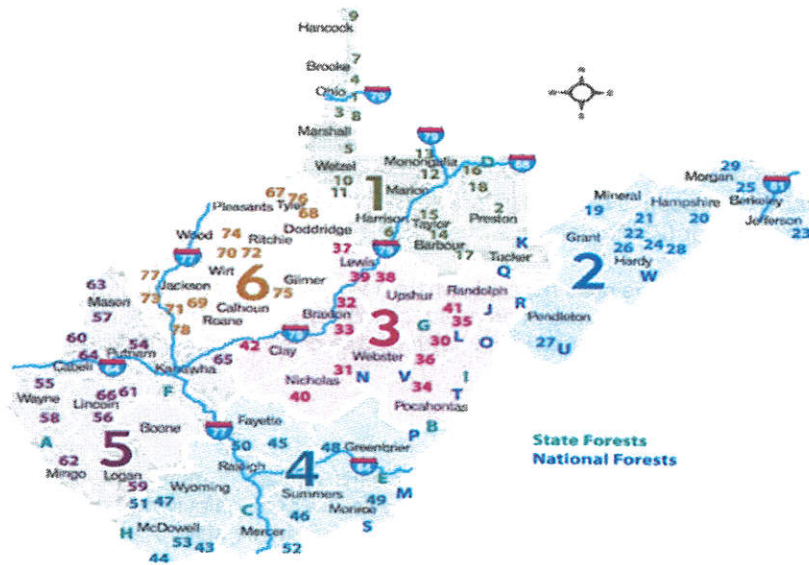 9
Hancock
Brooke 7
4
Ohio 1 70
3 8
Marshall
5
Wetzel
10
11
79
13
Monongalia D 68
12 16
1 Marion 18
2
Harrison 15 Taylor Preston
6 14
Barbour
17
67
Pleasants Tyler 76
68
Doddridge
74
Wood Ritchie
77
70 72
Wirt
6 Gilmer
77
Jackson
73 71 69 75
Calhoun
Roane
78
37
Lewis 79
39 38
Upshur
32
Braxton
33
79
42 Clay
3
Webster
Randolph
41 J
35
G L O
30
36
31 N V I
34 T
Nicholas
40
Pocahontas
B
P
K
Tucker
Q
R
29
Morgan
25 81
Berkeley
Jefferson
23
Mineral
19 Hampshire
21 20
Grant 22
26 24 28
Hardy
2 W
Pendleton
27 U
63
Mason
57
60 54
64 Putnam
Cabell 64
Kanawha 65
F
55
Wayne 66 61
Lincoln
58 56
Boone
A 5
62
Mingo Logan
59
51 47
Wyoming
H McDowell
53 43
44
Fayette
77
50 45 48 Greenbrier
Raleigh 64 E
4
Summers M
49
C 46 Monroe
S
Mercer
52
State Forests
National Forests